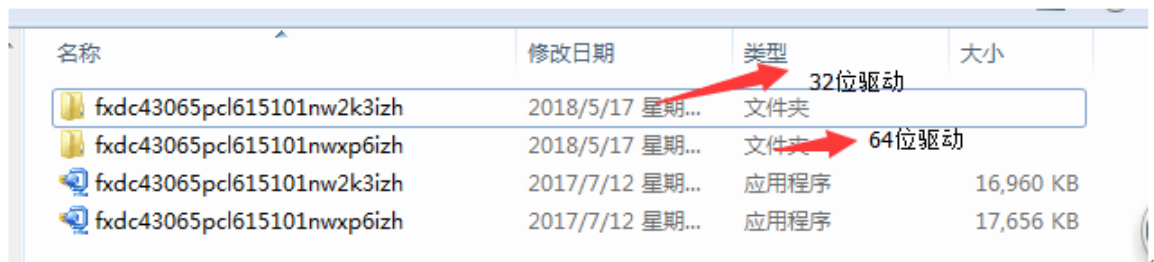 名称 修改日期 类型 大小
32位驱动
fxdc43065pcl615101nw2k3izh 2018/5/17 星期... 文件夹
fxdc43065pcl615101nwxp6izh 2018/5/17 星期... 文件夹 64位驱动
fxdc43065pcl615101nw2k3izh 2017/7/12 星期... 应用程序 16,960 KB
fxdc43065pcl615101nwxp6izh 2017/7/12 星期... 应用程序 17,656 KB